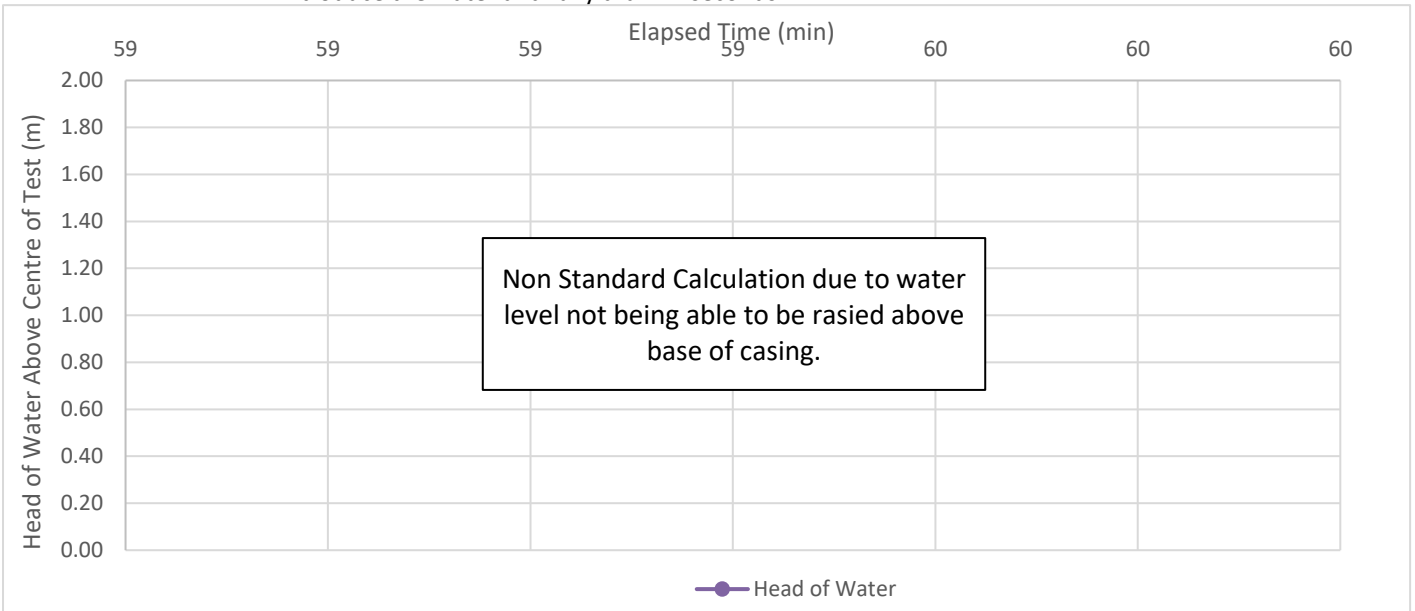 Elapsed Time (min)
59 59 59 59 60 60 60
Head of Water Above Centre of Test (m)
2.00
1.80
1.60
1.40
1.20
1.00
0.80
0.60
0.40
0.20
0.00
Non Standard Calculation due to water
level not being able to be rasied above
base of casing.
Head of Water